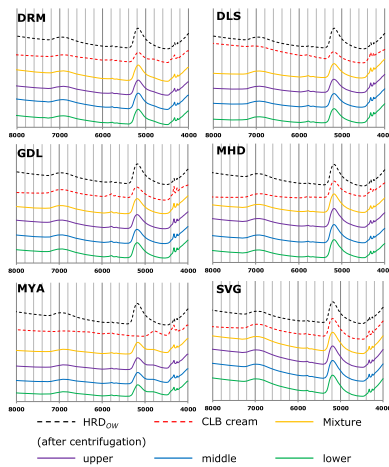 DRM
DLS
8000 7000 6000 5000 4000
8000 7000 6000 5000 4000
GDL
MHD
8000 7000 6000 5000 4000
8000 7000 6000 5000 4000
MYA
SVG
8000 7000 6000 5000 4000
8000 7000 6000 5000 4000
HRDOW CLB cream Mixture
(after centrifugation)
upper middle lower